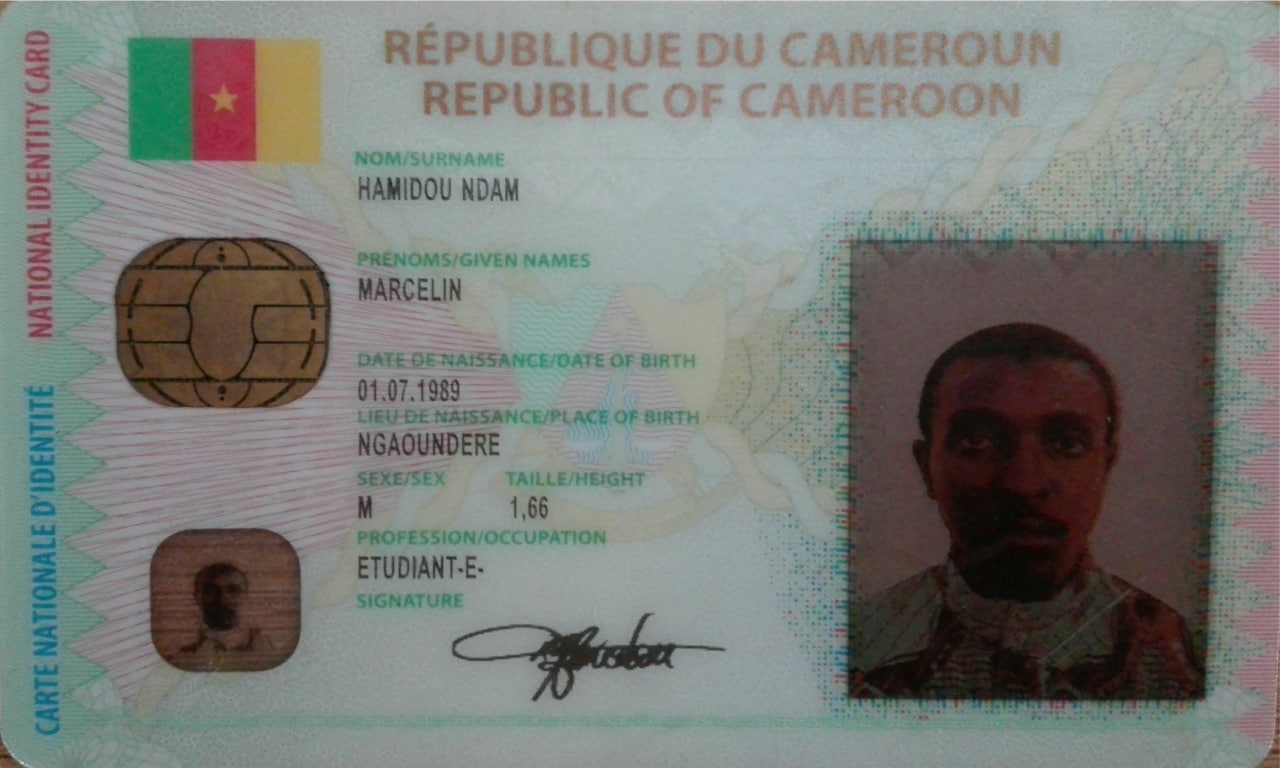 NATIONAL IDENTITY CARD
CARTE NATIONALE D'IDENTITÉ
RÉPUBLIQUE DU CAMEROUN
REPUBLIC OF CAMEROON
NOM/SURNAME
HAMIDOU NDAM
PRÉNOMS/GIVEN NAMES
MARCELIN
DATE DE NAISSANCE/DATE OF BIRTH
01.07.1989
LIEU DE NAISSANCE/PLACE OF BIRTH
NGAOUNDERE
SEXE/SEX TAILLE/HEIGHT
M 1,66
PROFESSION/OCCUPATION
ETUDIANT-E-
SIGNATURE